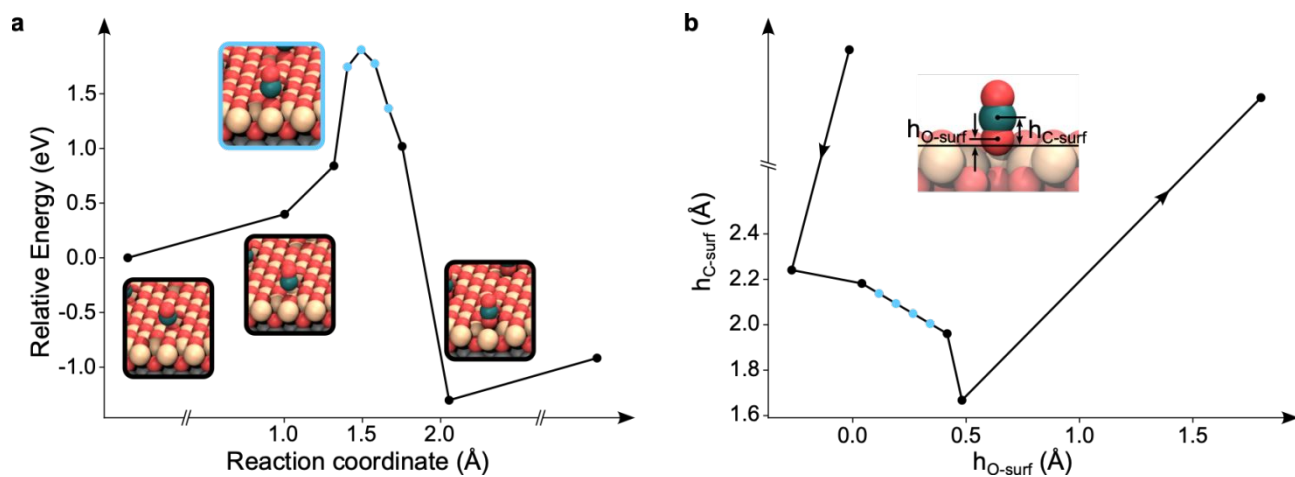 a
Relative Energy (eV)
1.5
1.0
0.5
0.0
-0.5
-1.0
1.0
1.5
2.0
Reaction coordinate (Å)
b
hC-surf (Å)
2.4
2.2
2.0
1.8
1.6
hO-surf
hC-surf
0.0
0.5
1.0
1.5
hO-surf (Å)